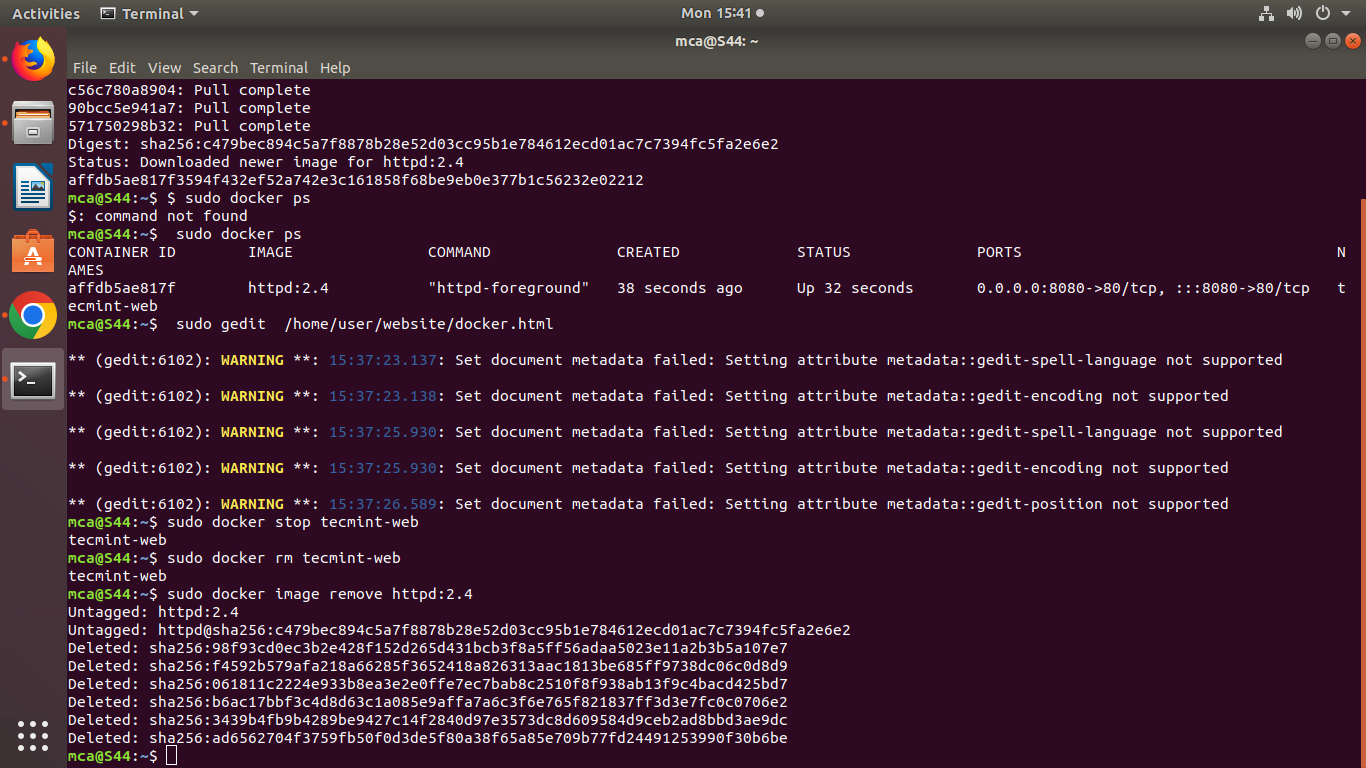 Activities Terminal Mon 15:41
mca@S44: ~
File Edit View Search Terminal Help
c56c780a8904: Pull complete
90bcc5e941a7: Pull complete
571750298b32: Pull complete
Digest: sha256:c479bec894c5a7f8878b28e52d03cc95b1e784612ecd01ac7c7394fc5fa2e6e2
Status: Downloaded newer image for httpd:2.4
affdb5ae817f3594f432ef52a742e3c161858f68be9eb0e377b1c56232e02212
mca@S44:~$ $ sudo docker ps
$: command not found
mca@S44:~$  sudo docker ps
CONTAINER ID        IMAGE               COMMAND              CREATED             STATUS              PORTS                                   N
AMES
affdb5ae817f        httpd:2.4           "httpd-foreground"   38 seconds ago      Up 32 seconds       0.0.0.0:8080->80/tcp, :::8080->80/tcp   t
ecmint-web
mca@S44:~$  sudo gedit  /home/user/website/docker.html
** (gedit:6102): WARNING **: 15:37:23.137: Set document metadata failed: Setting attribute metadata::gedit-spell-language not supported
** (gedit:6102): WARNING **: 15:37:23.138: Set document metadata failed: Setting attribute metadata::gedit-encoding not supported
** (gedit:6102): WARNING **: 15:37:25.930: Set document metadata failed: Setting attribute metadata::gedit-spell-language not supported
** (gedit:6102): WARNING **: 15:37:25.930: Set document metadata failed: Setting attribute metadata::gedit-encoding not supported
** (gedit:6102): WARNING **: 15:37:26.589: Set document metadata failed: Setting attribute metadata::gedit-position not supported
mca@S44:~$ sudo docker stop tecmint-web
tecmint-web
mca@S44:~$ sudo docker rm tecmint-web
tecmint-web
mca@S44:~$ sudo docker image remove httpd:2.4
Untagged: httpd:2.4
Untagged: httpd@sha256:c479bec894c5a7f8878b28e52d03cc95b1e784612ecd01ac7c7394fc5fa2e6e2
Deleted: sha256:98f93cd0ec3b2e428f152d265d431bcb3f8a5ff56adaa5023e11a2b3b5a107e7
Deleted: sha256:f4592b579afa218a66285f3652418a826313aac1813be685ff9738dc06c0d8d9
Deleted: sha256:061811c2224e933b8ea3e2e0ffe7ec7bab8c2510f8f938ab13f9c4bacd425bd7
Deleted: sha256:b6ac17bbf3c4d8d63c1a085e9affa7a6c3f6e765f821837ff3d3e7fc0c0706e2
Deleted: sha256:3439b4fb9b4289be9427c14f2840d97e3573dc8d609584d9ceb2ad8bbd3ae9dc
Deleted: sha256:ad6562704f3759fb50f0d3de5f80a38f65a85e709b77fd24491253990f30b6be
mca@S44:~$